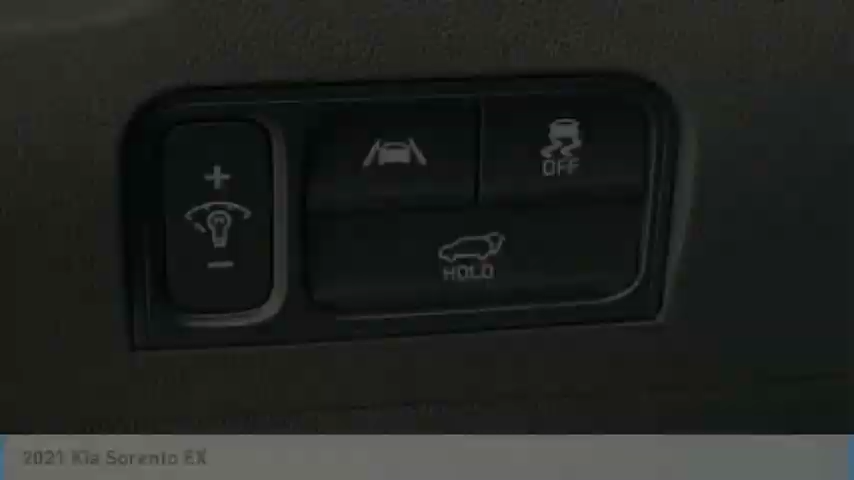 +
OFF
HOLD
−
2021 Kia Sorento EX